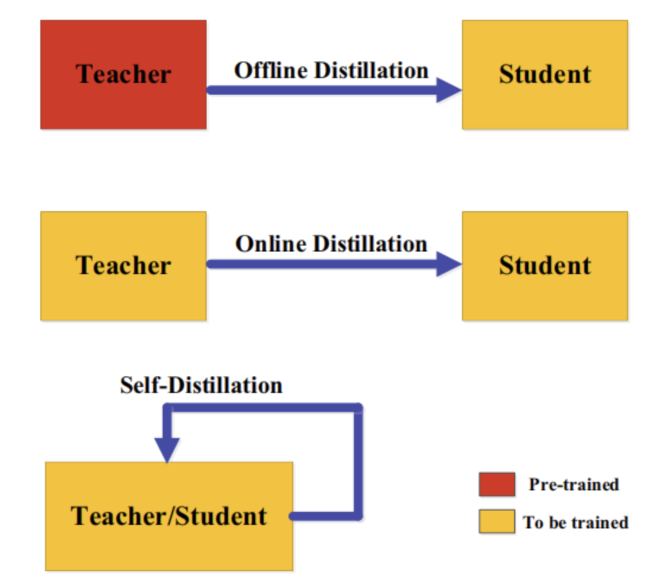 Teacher
Offline Distillation
Student
Teacher
Online Distillation
Student
Self-Distillation
Teacher/Student
Pre-trained
To be trained